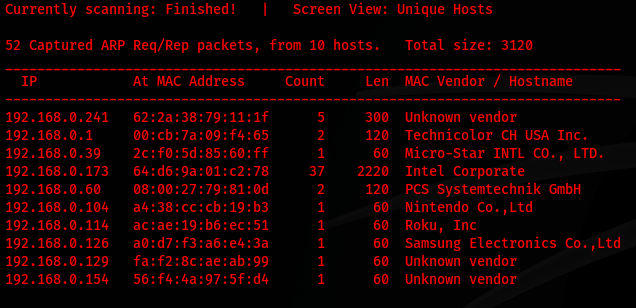 Currently scanning: Finished!   |   Screen View: Unique Hosts
52 Captured ARP Req/Rep packets, from 10 hosts.   Total size: 3120
_____________________________________________________________________________
  IP            At MAC Address     Count     Len  MAC Vendor / Hostname
-----------------------------------------------------------------------------
192.168.0.241   62:2a:38:79:11:1f      5     300  Unknown vendor
192.168.0.1     00:cb:7a:09:f4:65      2     120  Technicolor CH USA Inc.
192.168.0.39    2c:f0:5d:85:60:ff      1      60  Micro-Star INTL CO., LTD.
192.168.0.173   64:d6:9a:01:c2:78     37    2220  Intel Corporate
192.168.0.60    08:00:27:79:81:0d      2     120  PCS Systemtechnik GmbH
192.168.0.104   a4:38:cc:cb:19:b3      1      60  Nintendo Co.,Ltd
192.168.0.114   ac:ae:19:b6:ec:51      1      60  Roku, Inc
192.168.0.126   a0:d7:f3:a6:e4:3a      1      60  Samsung Electronics Co.,Ltd
192.168.0.129   fa:f2:8c:ae:ab:99      1      60  Unknown vendor
192.168.0.154   56:f4:4a:97:5f:d4      1      60  Unknown vendor